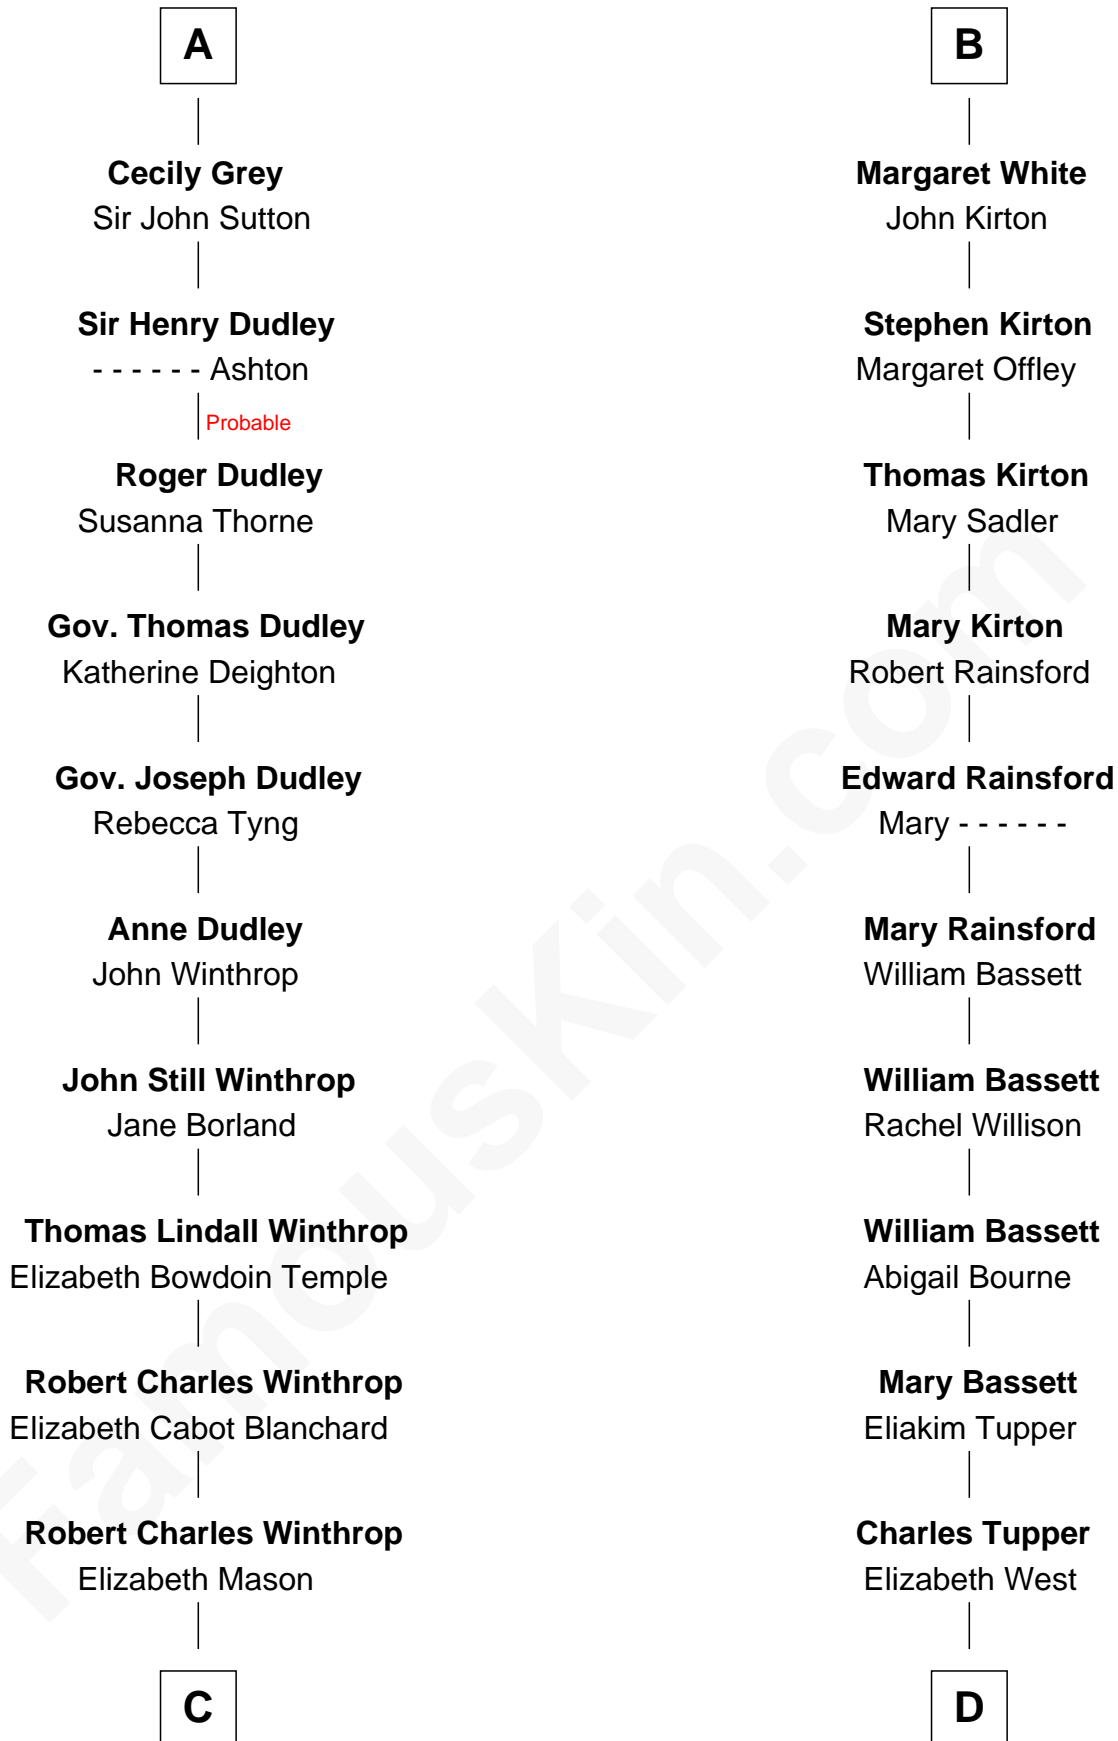 A
Cecily Grey
Sir John Sutton
Sir Henry Dudley
- - - - - - Ashton
Probable
Roger Dudley
Susanna Thorne
Gov. Thomas Dudley
Katherine Deighton
Gov. Joseph Dudley
Rebecca Tyng
Anne Dudley
John Winthrop
John Still Winthrop
Jane Borland
Thomas Lindall Winthrop
Elizabeth Bowdoin Temple
Robert Charles Winthrop
Elizabeth Cabot Blanchard
Robert Charles Winthrop
Elizabeth Mason
C
B
Margaret White
John Kirton
Stephen Kirton
Margaret Offley
Thomas Kirton
Mary Sadler
Mary Kirton
Robert Rainsford
Edward Rainsford
Mary - - - - - -
Mary Rainsford
William Bassett
William Bassett
Rachel Willison
William Bassett
Abigail Bourne
Mary Bassett
Eliakim Tupper
Charles Tupper
Elizabeth West
D
FamousKin.com